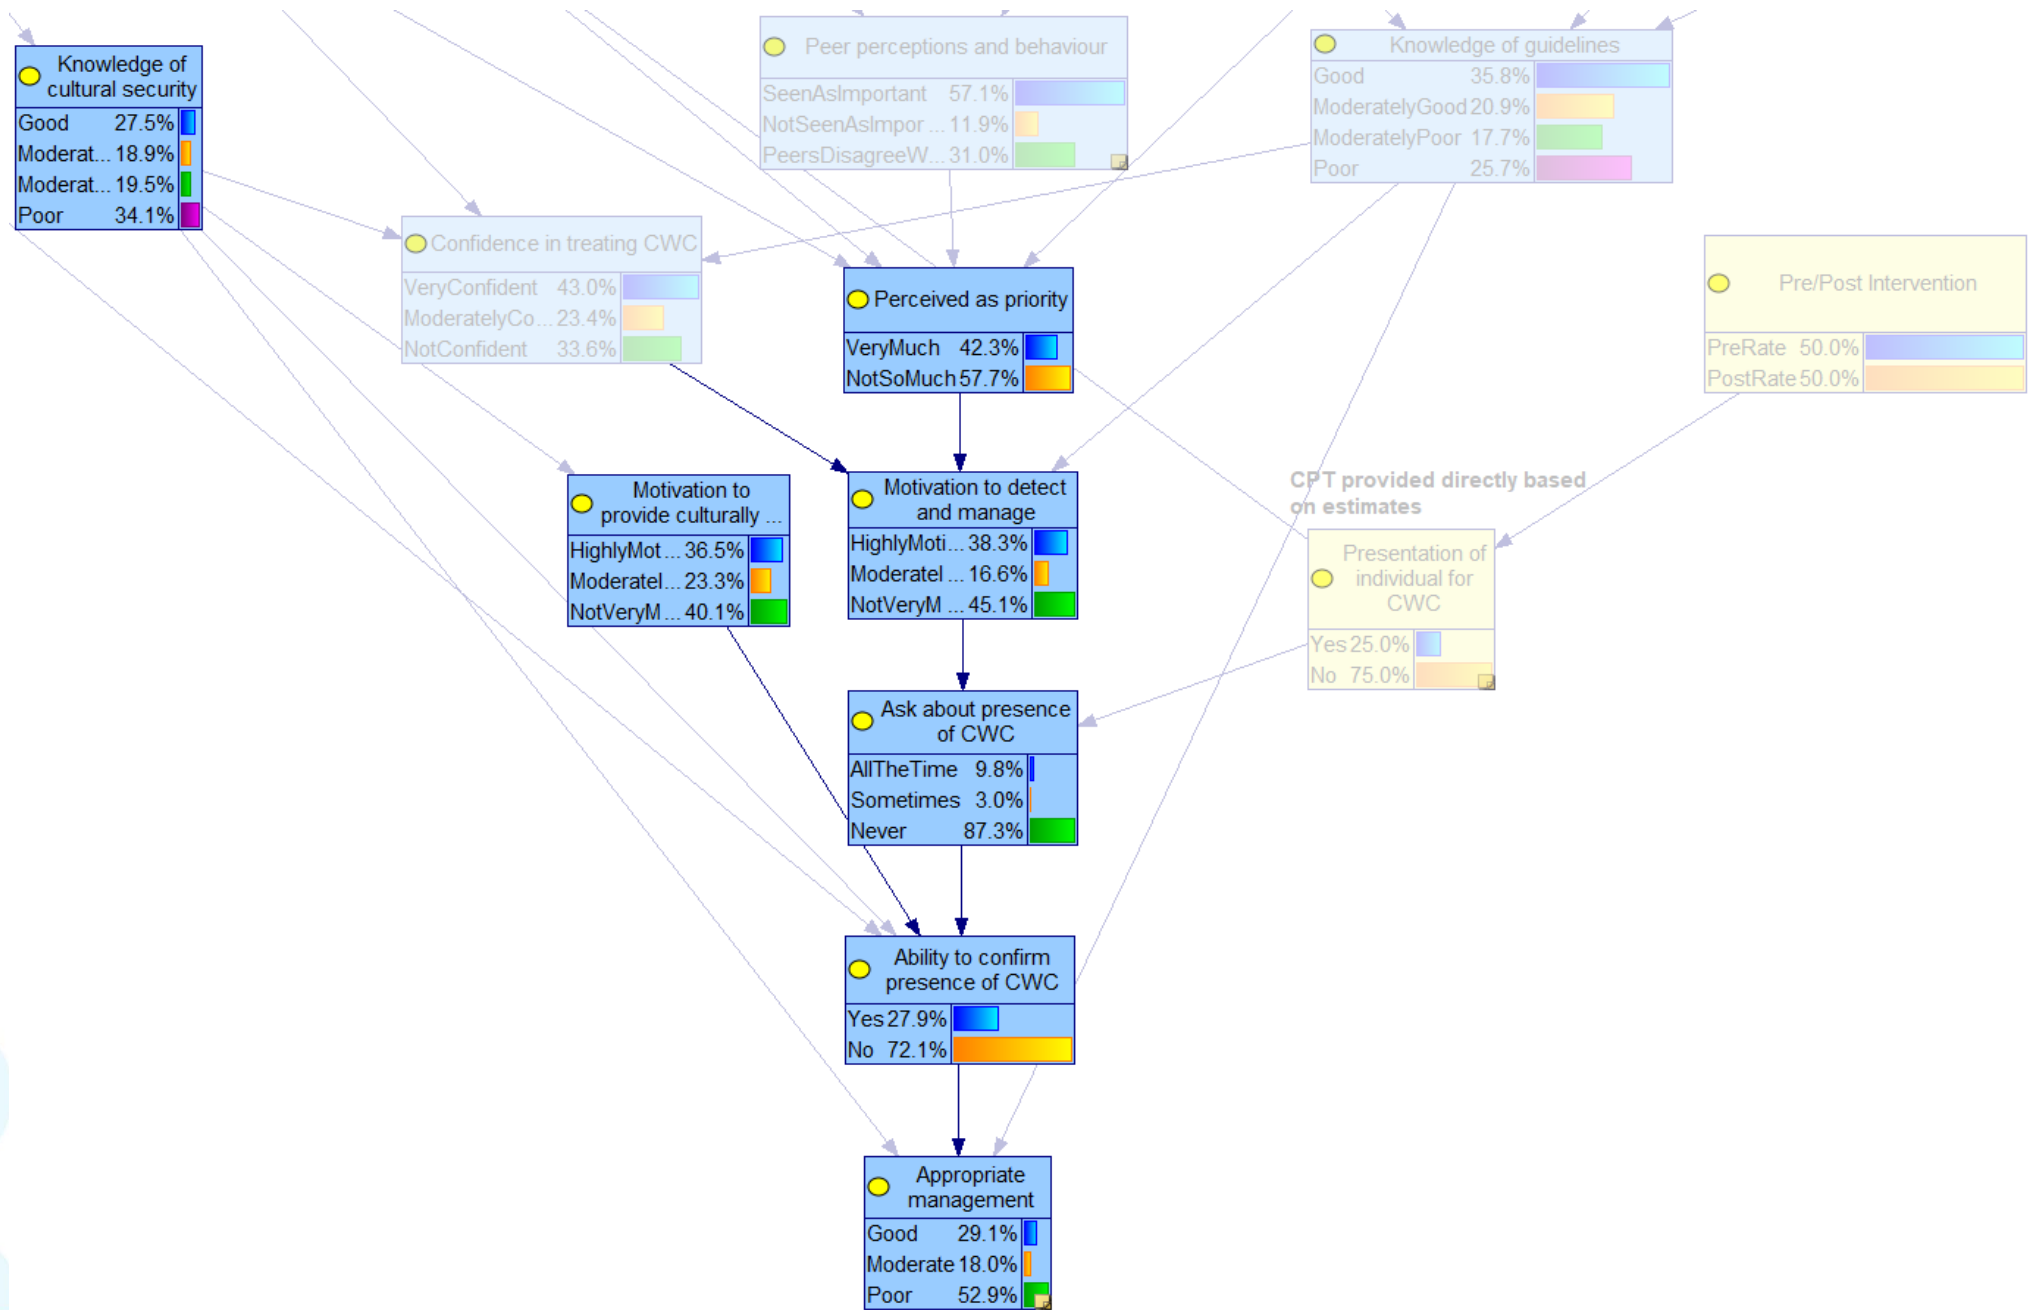 Peer perceptions and behaviour
SeenAsImportant 57.1%
NotSeenAsImpor ... 11.9%
PeersDisagreeW... 31.0%
Knowledge of guidelines
Good 35.8%
ModeratelyGood 20.9%
ModeratelyPoor 17.7%
Poor 25.7%
Knowledge of
cultural security
Good 27.5%
Moderat... 18.9%
Moderat... 19.5%
Poor 34.1%
Confidence in treating CWC
VeryConfident 43.0%
ModeratelyCo... 23.4%
NotConfident 33.6%
Perceived as priority
VeryMuch 42.3%
NotSoMuch 57.7%
Pre/Post Intervention
PreRate 50.0%
PostRate 50.0%
Motivation to
provide culturally ...
HighlyMot ... 36.5%
Moderatel ... 23.3%
NotVeryM ... 40.1%
Motivation to detect
and manage
HighlyMoti... 38.3%
Moderatel ... 16.6%
NotVeryM ... 45.1%
CPT provided directly based
on estimates
Presentation of
individual for
CWC
Yes 25.0%
No 75.0%
Ask about presence
of CWC
AllTheTime 9.8%
Sometimes 3.0%
Never 87.3%
Ability to confirm
presence of CWC
Yes 27.9%
No 72.1%
Appropriate
management
Good 29.1%
Moderate 18.0%
Poor 52.9%